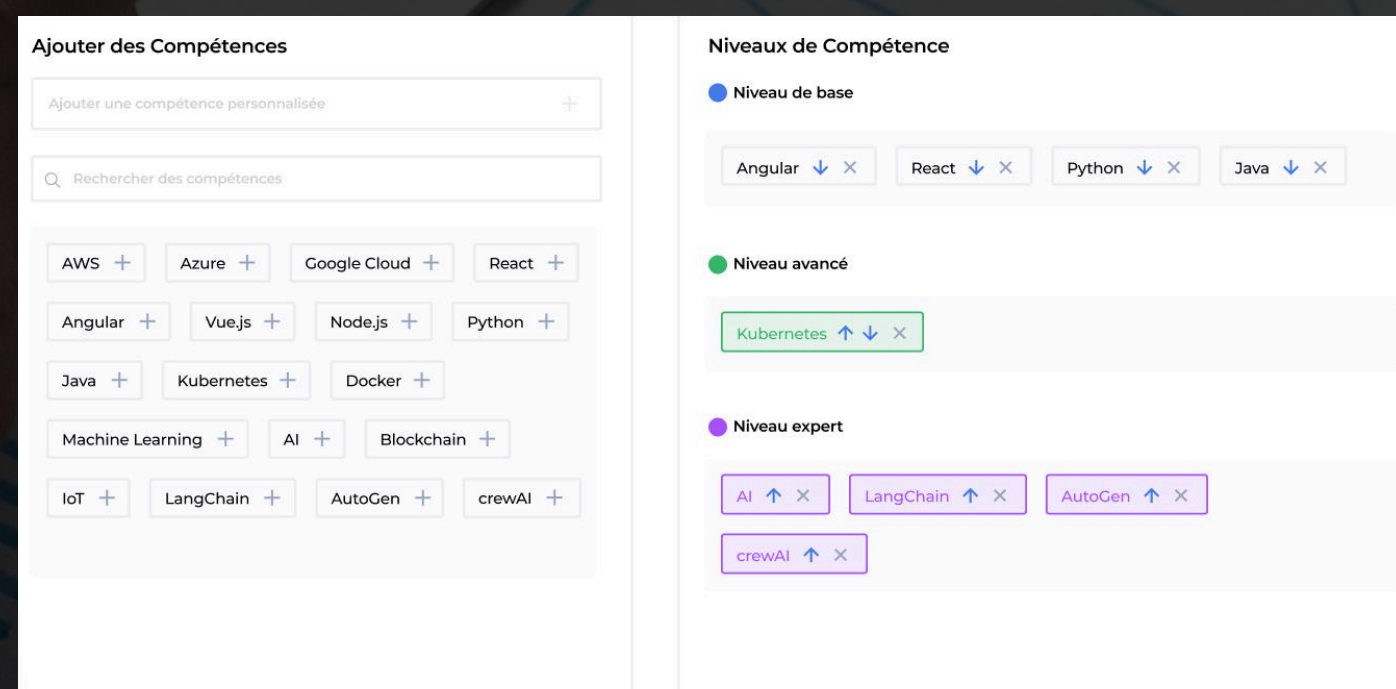 Ajouter des Compétences
Ajouter une compétence personnalisée
Rechercher des compétences
AWS
Azure
Google Cloud
React
Angular
Vue.js
Node.js
Python
Java
Kubernetes
Docker
Machine Learning
AI
Blockchain
IoT
LangChain
AutoGen
crewAI
Niveaux de Compétence
Niveau de base
Angular
React
Python
Java
Niveau avancé
Kubernetes
Niveau expert
AI
LangChain
AutoGen
crewAI